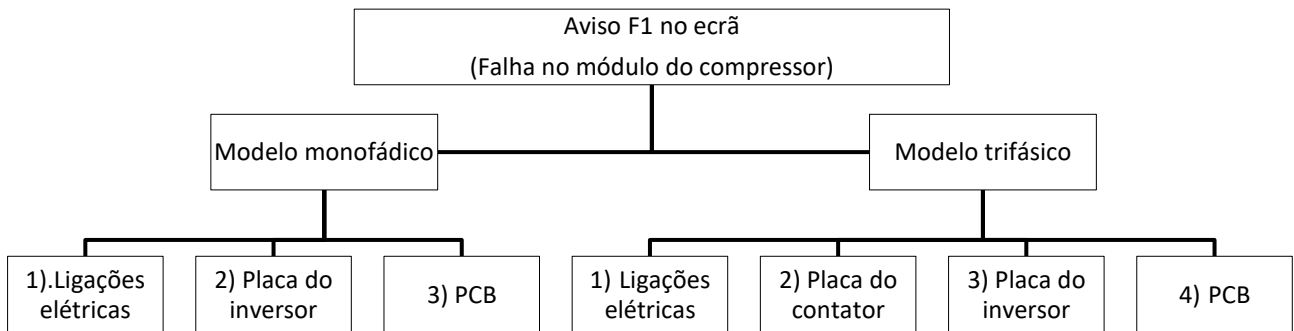 Aviso F1 no ecrã
(Falha no módulo do compressor)
Modelo monofádico
Modelo trifásico
1).Ligações
elétricas
2) Placa do
inversor
3) PCB
1) Ligações
elétricas
2) Placa do
contator
3) Placa do
inversor
4) PCB